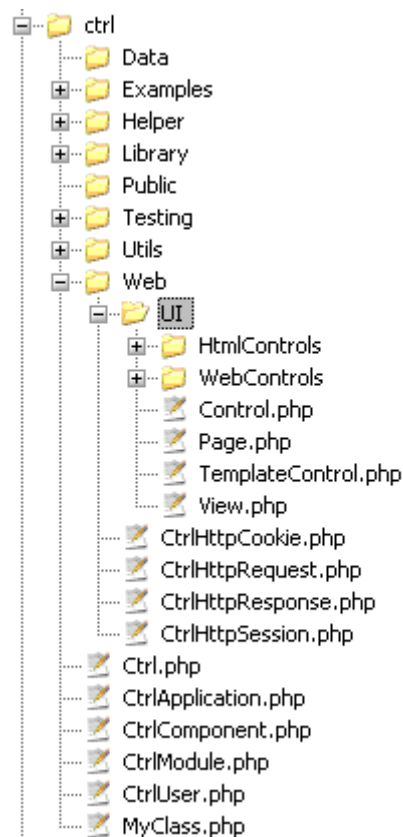 ctrl
Data
Examples
Helper
Library
Public
Testing
Utils
Web
UI
HtmlControls
WebControls
Control.php
Page.php
TemplateControl.php
View.php
CtrlHttpCookie.php
CtrlHttpRequest.php
CtrlHttpResponse.php
CtrlHttpSession.php
Ctrl.php
CtrlApplication.php
CtrlComponent.php
CtrlModule.php
CtrlUser.php
MyClass.php